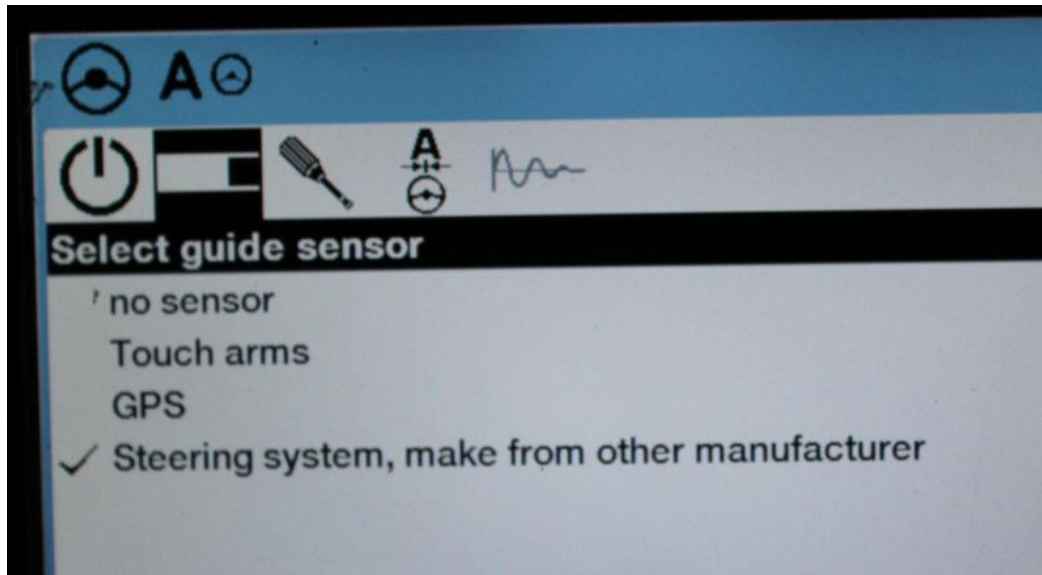 A
A
Select guide sensor
no sensor
Touch arms
GPS
Steering system, make from other manufacturer